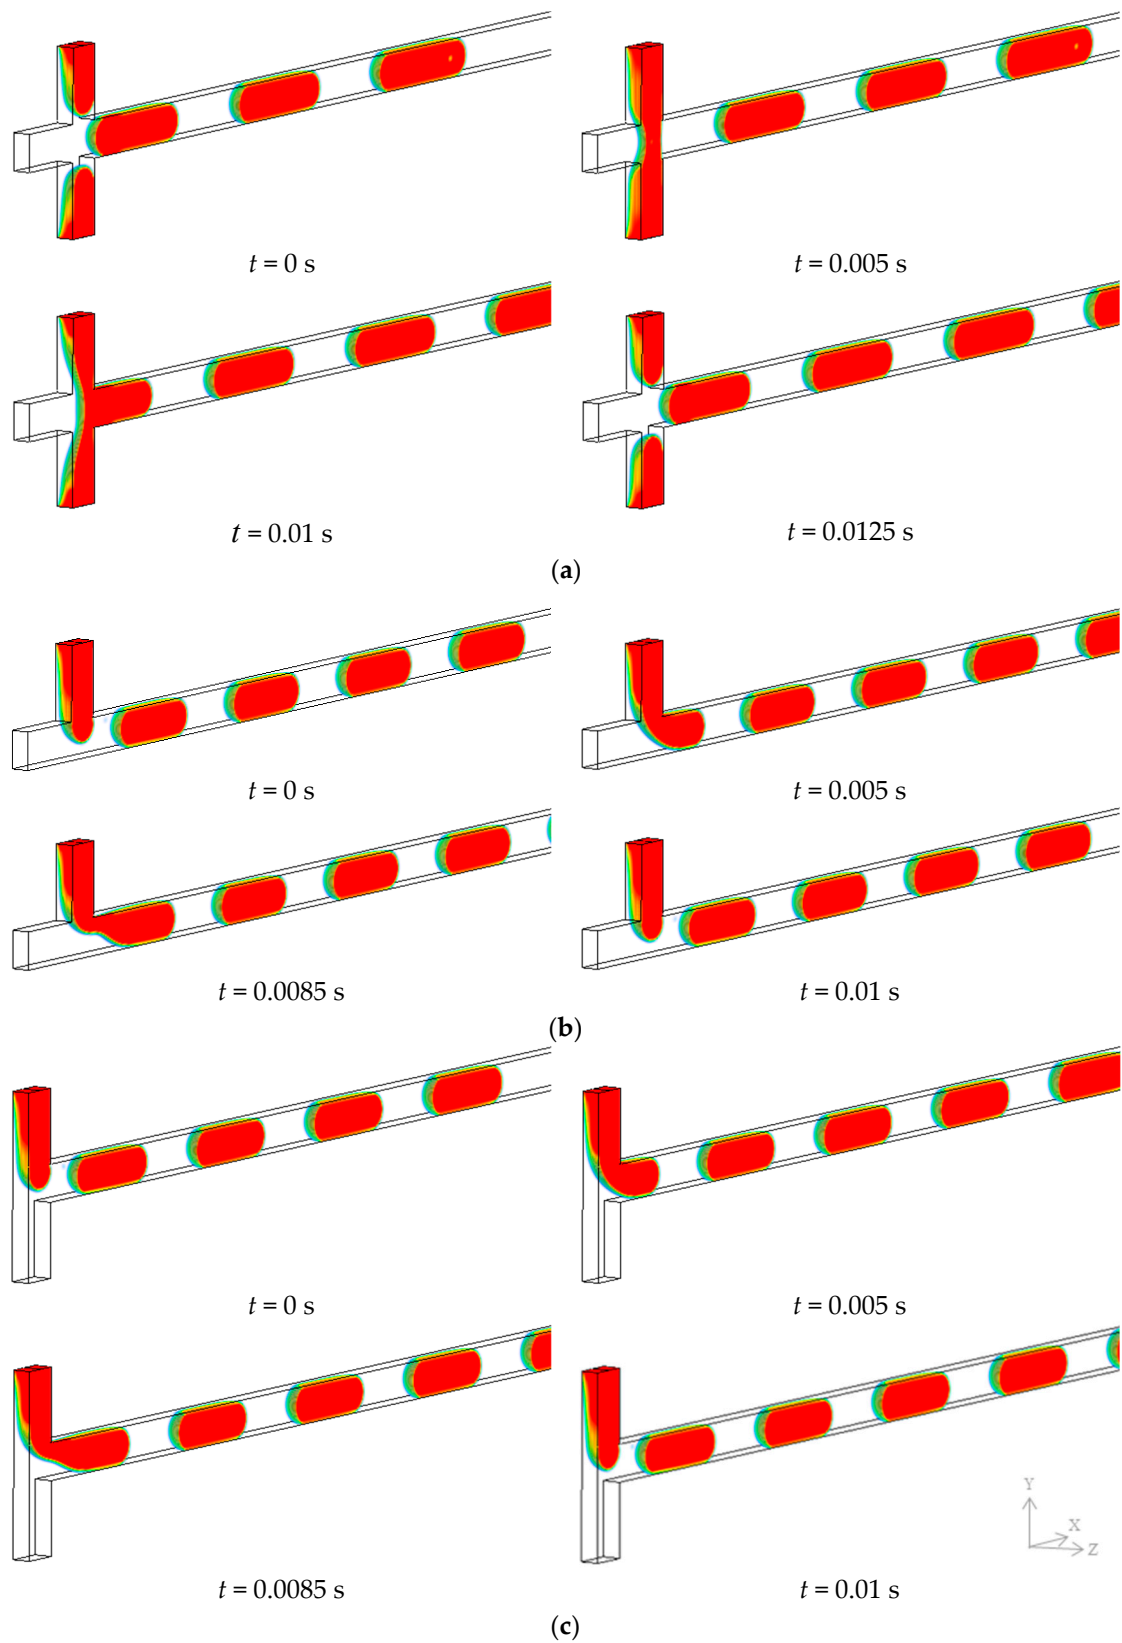 t = 0 s
t = 0.005 s
t = 0.01 s
t = 0.0125 s
(a)
t = 0 s
t = 0.005 s
t = 0.0085 s
t = 0.01 s
(b)
t = 0 s
t = 0.005 s
Y
X
Z
t = 0.0085 s
t = 0.01 s
(c)